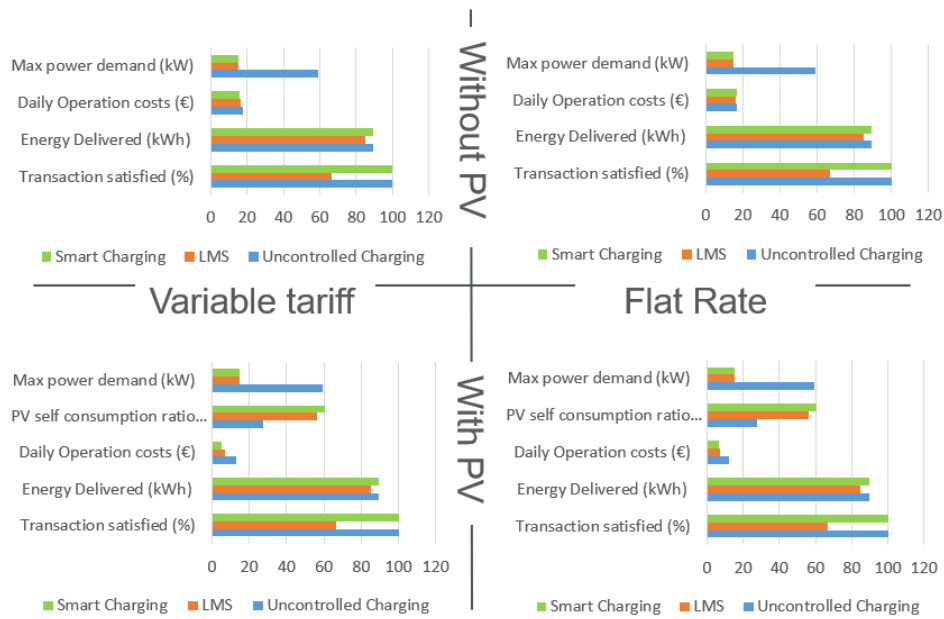 Max power demand (kW)
Daily Operation costs (€)
Energy Delivered (kWh)
Transaction satisfied (%)
0 20 40 60 80 100 120
Smart Charging LMS Uncontrolled Charging
Without PV
Max power demand (kW)
Daily Operation costs (€)
Energy Delivered (kWh)
Transaction satisfied (%)
0 20 40 60 80 100 120
Smart Charging LMS Uncontrolled Charging
Variable tariff
Flat Rate
Max power demand (kW)
PV self consumption ratio...
Daily Operation costs (€)
Energy Delivered (kWh)
Transaction satisfied (%)
0 20 40 60 80 100 120
Smart Charging LMS Uncontrolled Charging
With PV
Max power demand (kW)
PV self consumption ratio...
Daily Operation costs (€)
Energy Delivered (kWh)
Transaction satisfied (%)
0 20 40 60 80 100 120
Smart Charging LMS Uncontrolled Charging